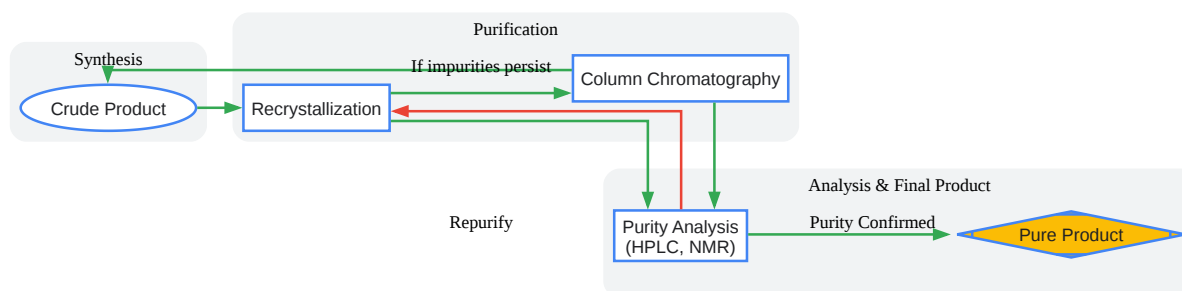 Purification
Synthesis
If impurities persist
Column Chromatography
Crude Product
Recrystallization
Analysis & Final Product
Repurify
Purity Analysis
(HPLC, NMR)
Purity Confirmed
Pure Product